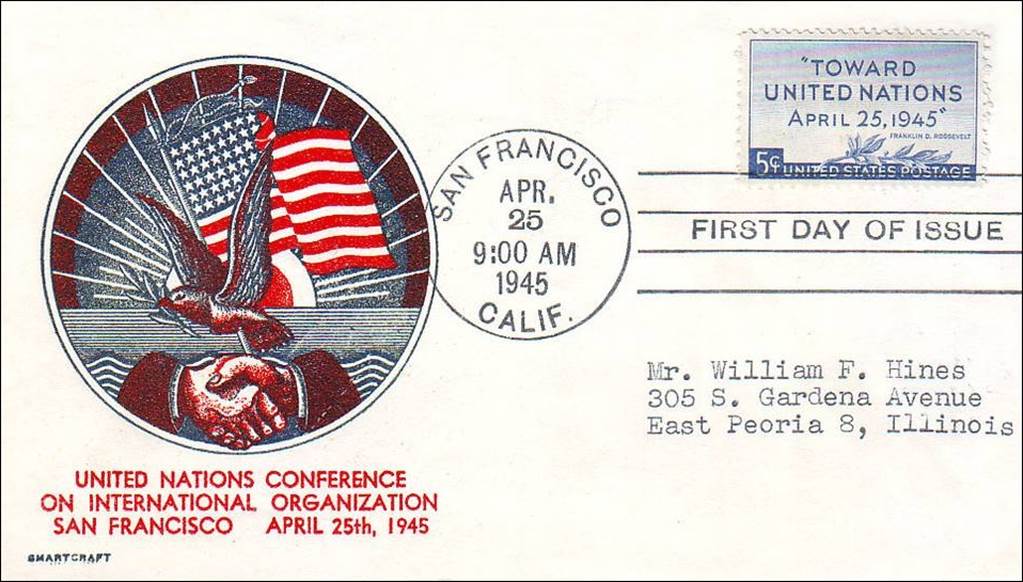 "TOWARD
UNITED NATIONS
APRIL 25, 1945"
FRANKLIN D. ROOSEVELT
5¢ UNITED STATES POSTAGE
SAN FRANCISCO
APR.
25
9:00 AM
1945
CALIF.
FIRST DAY OF ISSUE
Mr. William F. Hines
305 S. Gardena Avenue
East Peoria 8, Illinois
UNITED NATIONS CONFERENCE
ON INTERNATIONAL ORGANIZATION
SAN FRANCISCO APRIL 25th, 1945
SMARTCRAFT